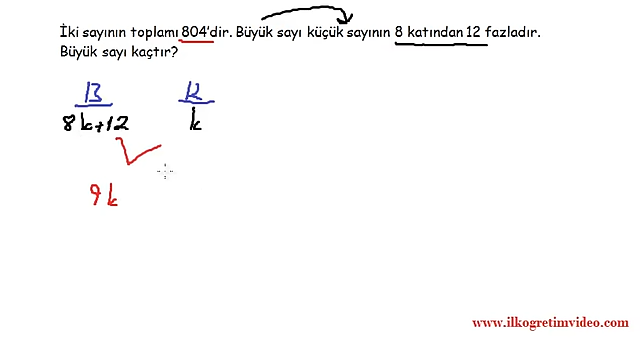 İki sayının toplamı 804'dir. Büyük sayı küçük sayının 8 katından 12 fazladır.
Büyük sayı kaçtır?
B K
8k+12 k
9k
www.ilkogretimvideo.com